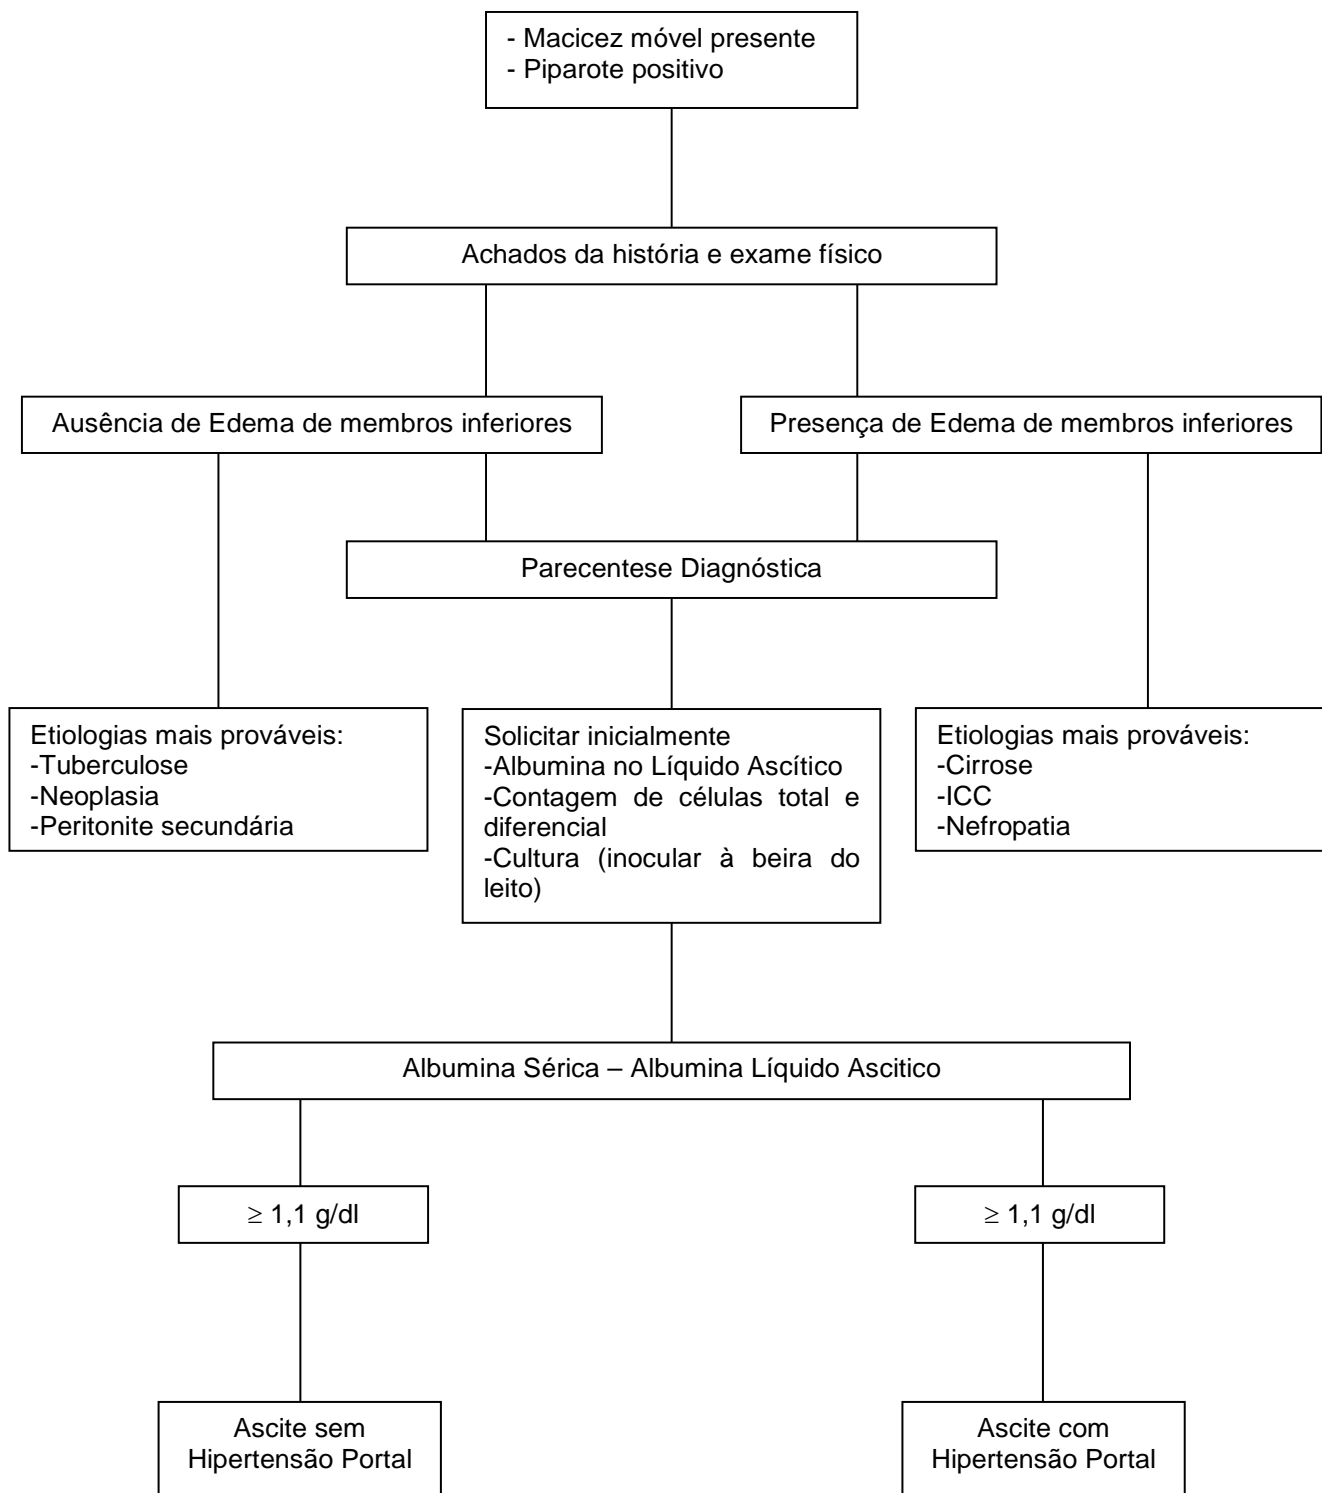 - Macicez móvel presente
- Piparote positivo
Achados da história e exame físico
Ausência de Edema de membros inferiores
Presença de Edema de membros inferiores
Parecentese Diagnóstica
Etiologias mais prováveis:
-Tuberculose
-Neoplasia
-Peritonite secundária
Solicitar inicialmente
-Albumina no Líquido Ascítico
-Contagem de células total e
diferencial
-Cultura (inocular à beira do
leito)
Etiologias mais prováveis:
-Cirrose
-ICC
-Nefropatia
Albumina Sérica – Albumina Líquido Ascitico
≥ 1,1 g/dl
≥ 1,1 g/dl
Ascite sem
Hipertensão Portal
Ascite com
Hipertensão Portal